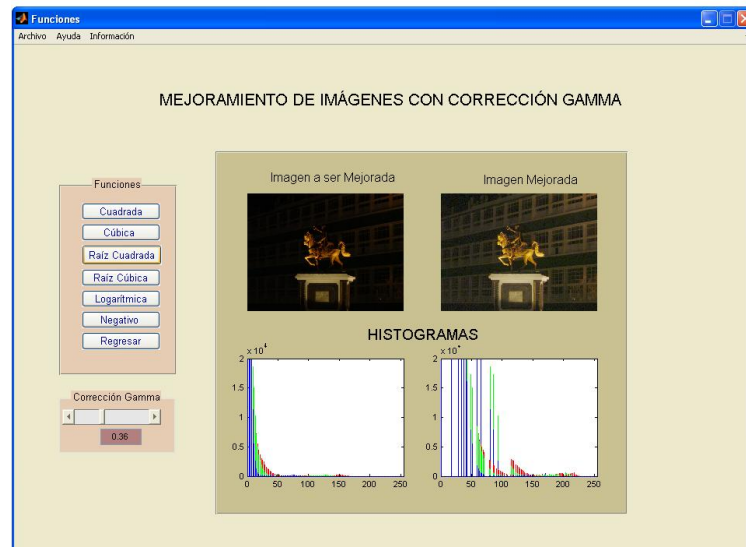 Funciones
Archivo Ayuda Información
MEJORAMIENTO DE IMÁGENES CON CORRECCIÓN GAMMA
Funciones
Cuadrada
Cúbica
Raíz Cuadrada
Raíz Cúbica
Logarítmica
Negativo
Regresar
Corrección Gamma
0.36
Imagen a ser Mejorada
Imagen Mejorada
HISTOGRAMAS
x 10⁴
2
1.5
1
0.5
0
0 50 100 150 200 250
x 10⁴
2
1.5
1
0.5
0
0 50 100 150 200 250